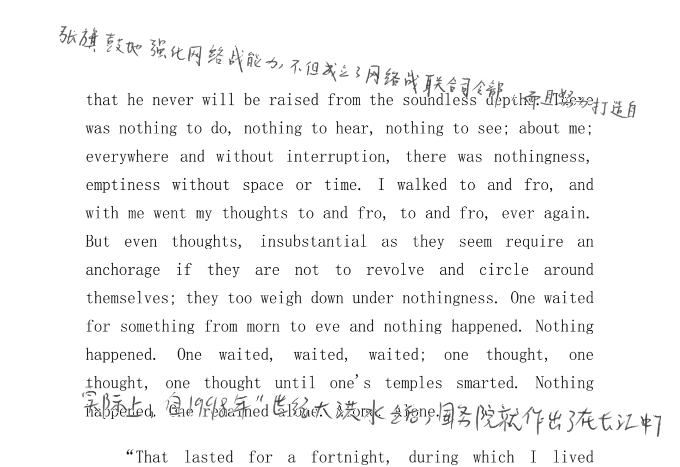 张旗鼓地强化网络战能力,不但成立了网络战联合司令部,而且努力打造自
that he never will be raised from the soundless depths. There
was nothing to do, nothing to hear, nothing to see; about me;
everywhere and without interruption, there was nothingness,
emptiness without space or time. I walked to and fro, and
with me went my thoughts to and fro, to and fro, ever again.
But even thoughts, insubstantial as they seem require an
anchorage if they are not to revolve and circle around
themselves; they too weigh down under nothingness. One waited
for something from morn to eve and nothing happened. Nothing
happened. One waited, waited, waited; one thought, one
thought, one thought until one's temples smarted. Nothing
happened. One remained alone, alone, alone.
实际上,自1998年"世纪大洪水"后,国务院就作出了在长江中下
“That lasted for a fortnight, during which I lived